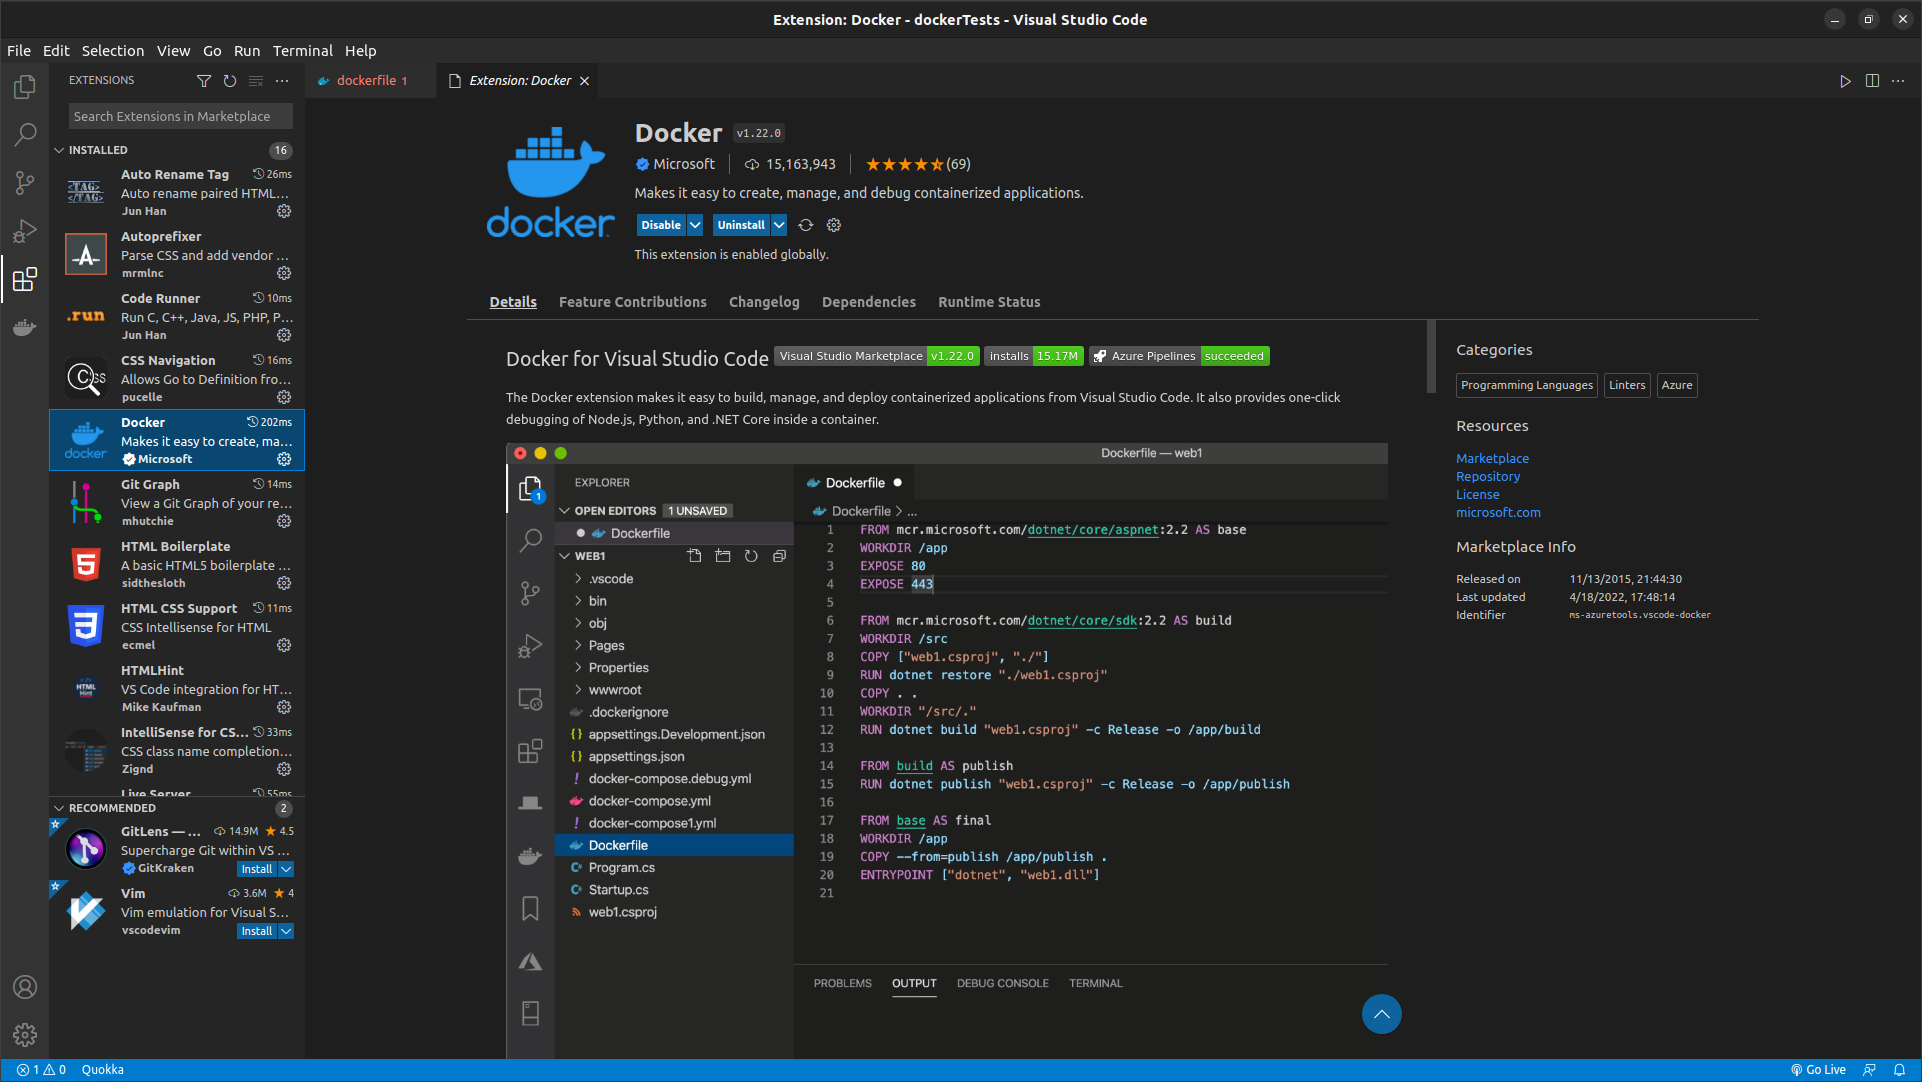 Extension: Docker - dockerTests - Visual Studio Code
File Edit Selection View Go Run Terminal Help
EXTENSIONS
dockerfile 1
Extension: Docker
Search Extensions in Marketplace
INSTALLED 16
Auto Rename Tag 26ms
Auto rename paired HTML...
Jun Han
Autoprefixer
Parse CSS and add vendor ...
mrmlnc
Code Runner 10ms
Run C, C++, Java, JS, PHP, P...
Jun Han
CSS Navigation 16ms
Allows Go to Definition fro...
pucelle
Docker 202ms
Makes it easy to create, ma...
Microsoft
Git Graph 14ms
View a Git Graph of your re...
mhutchie
HTML Boilerplate
A basic HTML5 boilerplate ...
sidthesloth
HTML CSS Support 11ms
CSS Intellisense for HTML
ecmel
HTMLHint
VS Code integration for HT...
Mike Kaufman
IntelliSense for CS... 33ms
CSS class name completion...
Zignd
Live Server 55ms
RECOMMENDED 2
GitLens — ... 14.9M 4.5
Supercharge Git within VS ...
GitKraken Install
Vim 3.6M 4
Vim emulation for Visual S...
vscodevim Install
<TAG>
</TAG>
.run
docker
docker
Docker v1.22.0
Microsoft 15,163,943 (69)
Makes it easy to create, manage, and debug containerized applications.
Disable Uninstall
This extension is enabled globally.
Details Feature Contributions Changelog Dependencies Runtime Status
Docker for Visual Studio Code Visual Studio Marketplace v1.22.0 installs 15.17M Azure Pipelines succeeded
The Docker extension makes it easy to build, manage, and deploy containerized applications from Visual Studio Code. It also provides one-click
debugging of Node.js, Python, and .NET Core inside a container.
Dockerfile — web1
1
EXPLORER
OPEN EDITORS 1 UNSAVED
Dockerfile
WEB1
.vscode
bin
obj
Pages
Properties
wwwroot
.dockerignore
{} appsettings.Development.json
{} appsettings.json
! docker-compose.debug.yml
docker-compose.yml
! docker-compose1.yml
Dockerfile
Program.cs
Startup.cs
web1.csproj
Dockerfile
Dockerfile > ...
1 FROM mcr.microsoft.com/dotnet/core/aspnet:2.2 AS base
2 WORKDIR /app
3 EXPOSE 80
4 EXPOSE 443
5
6 FROM mcr.microsoft.com/dotnet/core/sdk:2.2 AS build
7 WORKDIR /src
8 COPY ["web1.csproj", "./"]
9 RUN dotnet restore "./web1.csproj"
10 COPY . .
11 WORKDIR "/src/."
12 RUN dotnet build "web1.csproj" -c Release -o /app/build
13
14 FROM build AS publish
15 RUN dotnet publish "web1.csproj" -c Release -o /app/publish
16
17 FROM base AS final
18 WORKDIR /app
19 COPY --from=publish /app/publish .
20 ENTRYPOINT ["dotnet", "web1.dll"]
21
PROBLEMS OUTPUT DEBUG CONSOLE TERMINAL
Categories
Programming Languages Linters Azure
Resources
Marketplace
Repository
License
microsoft.com
Marketplace Info
Released on 11/13/2015, 21:44:30
Last updated 4/18/2022, 17:48:14
Identifier ms-azuretools.vscode-docker
1 0 Quokka
Go Live